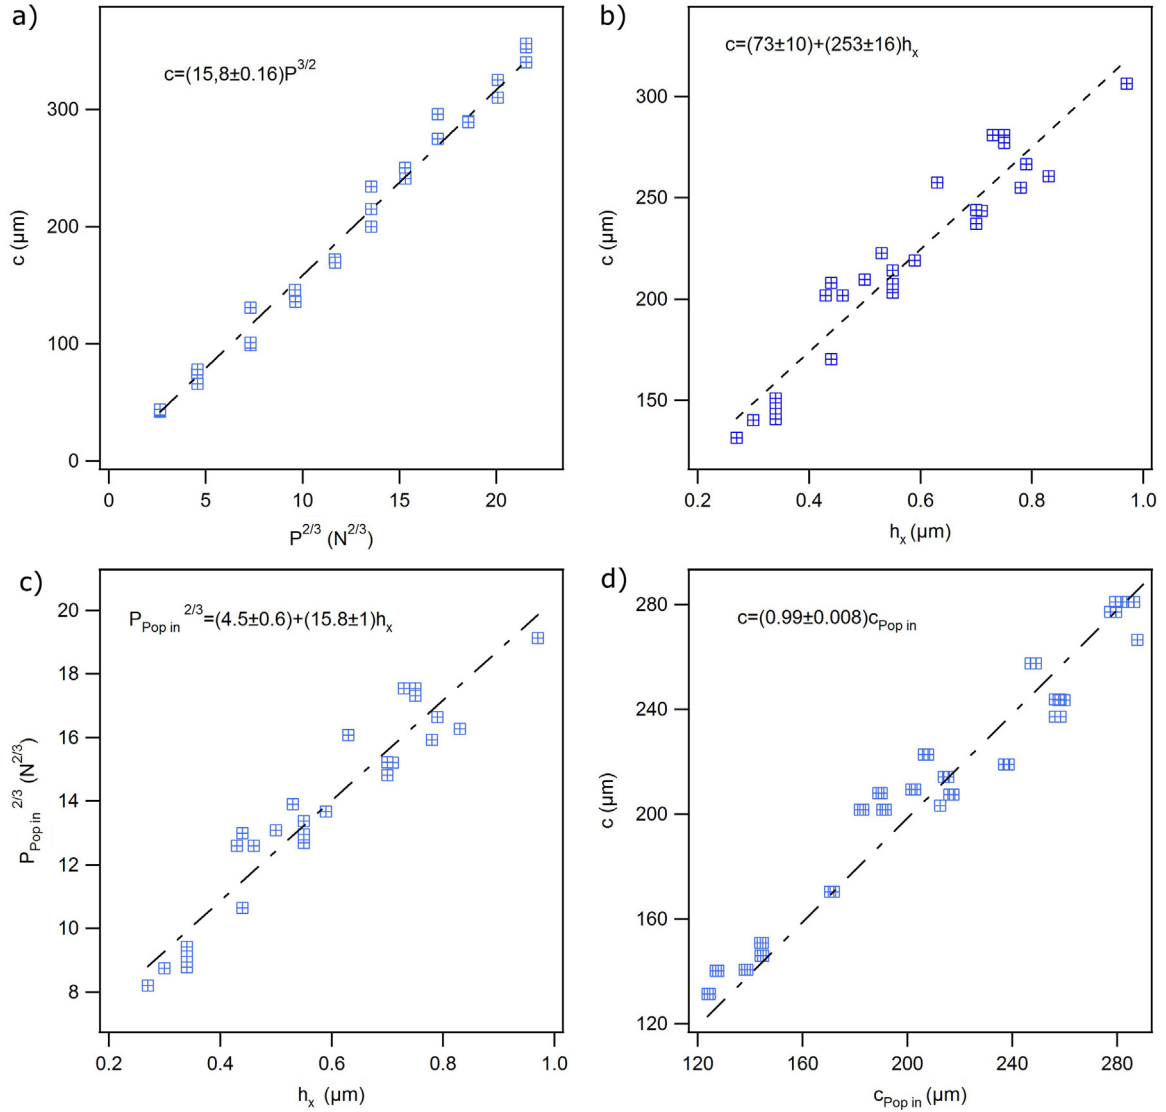 a)
c=(15,8±0.16)P^3/2
300
200
100
0
c (µm)
0 5 10 15 20
P^2/3 (N^2/3)
b)
c=(73±10)+(253±16)h_x
300
250
200
150
c (µm)
0.2 0.4 0.6 0.8 1.0
h_x (µm)
c)
P_Pop in^2/3=(4.5±0.6)+(15.8±1)h_x
20
18
16
14
12
10
8
P_Pop in^2/3 (N^2/3)
0.2 0.4 0.6 0.8 1.0
h_x (µm)
d)
c=(0.99±0.008)c_Pop in
280
240
200
160
120
c (µm)
120 160 200 240 280
c_Pop in (µm)